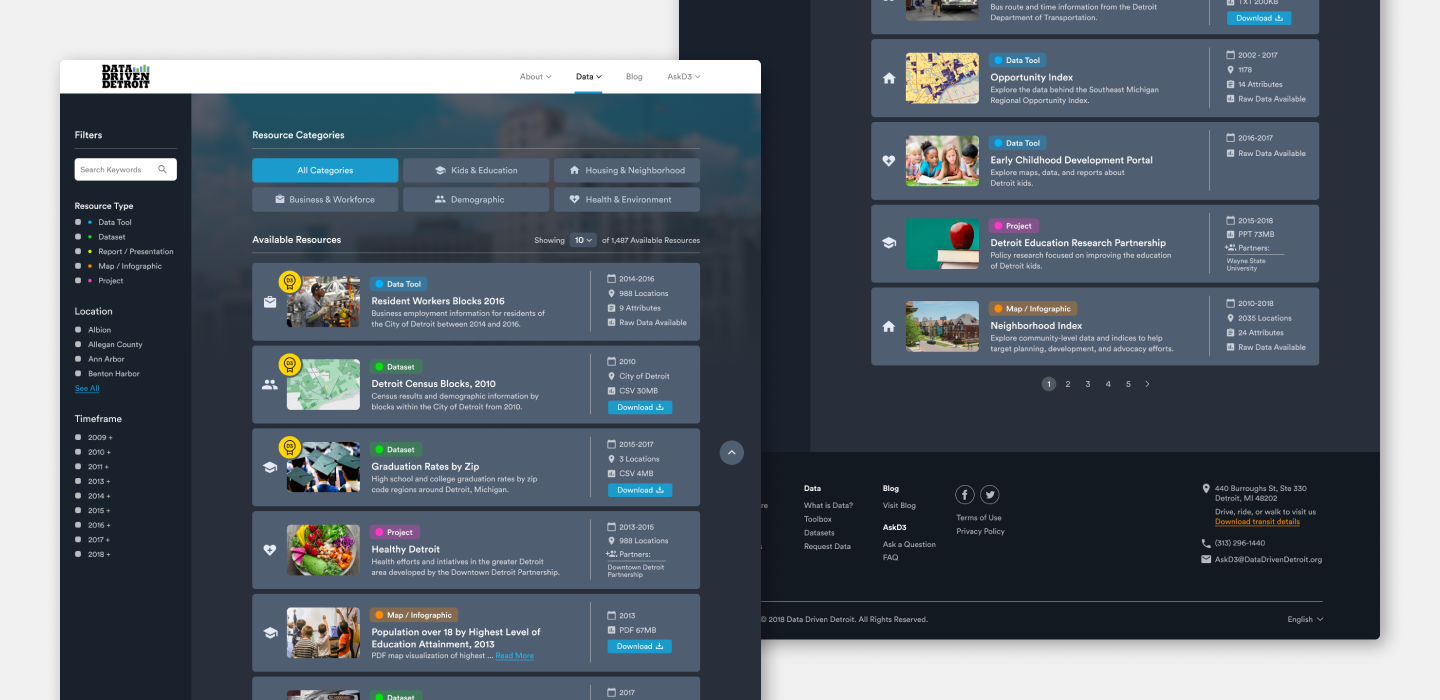 DATA
DRIVEN
DETROIT
About
Data
Blog
AskD3
Filters
Search Keywords
Resource Type
Data Tool
Dataset
Report / Presentation
Map / Infographic
Project
Location
Albion
Allegan County
Ann Arbor
Benton Harbor
See All
Timeframe
2009 +
2010 +
2011 +
2013 +
2014 +
2015 +
2016 +
2017 +
2018 +
Resource Categories
All Categories
Kids & Education
Housing & Neighborhood
Business & Workforce
Demographic
Health & Environment
Available Resources
Showing 10 of 1,487 Available Resources
D3
Data Tool
Resident Workers Blocks 2016
Business employment information for residents of
the City of Detroit between 2014 and 2016.
2014-2016
988 Locations
9 Attributes
Raw Data Available
D3
Dataset
Detroit Census Blocks, 2010
Census results and demographic information by
blocks within the City of Detroit from 2010.
2010
City of Detroit
CSV 30MB
Download
D3
Dataset
Graduation Rates by Zip
High school and college graduation rates by zip
code regions around Detroit, Michigan.
2015-2017
3 Locations
CSV 4MB
Download
Project
Healthy Detroit
Health efforts and intiatives in the greater Detroit
area developed by the Downtown Detroit Partnership.
2013-2015
988 Locations
Partners:
Downtown Detroit
Partnership
Map / Infographic
Population over 18 by Highest Level of
Education Attainment, 2013
PDF map visualization of highest ... Read More
2013
PDF 67MB
Download
Dataset
2017
Bus route and time information from the Detroit
Department of Transportation.
TXT 200KB
Download
Data Tool
Opportunity Index
Explore the data behind the Southeast Michigan
Regional Opportunity Index.
2002 - 2017
1178
14 Attributes
Raw Data Available
Data Tool
Early Childhood Development Portal
Explore maps, data, and reports about
Detroit kids.
2016-2017
Raw Data Available
Project
Detroit Education Research Partnership
Policy research focused on improving the education
of Detroit kids.
2015-2018
PPT 73MB
Partners:
Wayne State
University
Map / Infographic
Neighborhood Index
Explore community-level data and indices to help
target planning, development, and advocacy efforts.
2010-2018
2035 Locations
24 Attributes
Raw Data Available
1 2 3 4 5
re
s
Data
What is Data?
Toolbox
Datasets
Request Data
Blog
Visit Blog
AskD3
Ask a Question
FAQ
Terms of Use
Privacy Policy
440 Burroughs St, Ste 330
Detroit, MI 48202
Drive, ride, or walk to visit us
Download transit details
(313) 296-1440
AskD3@DataDrivenDetroit.org
© 2018 Data Driven Detroit. All Rights Reserved.
English